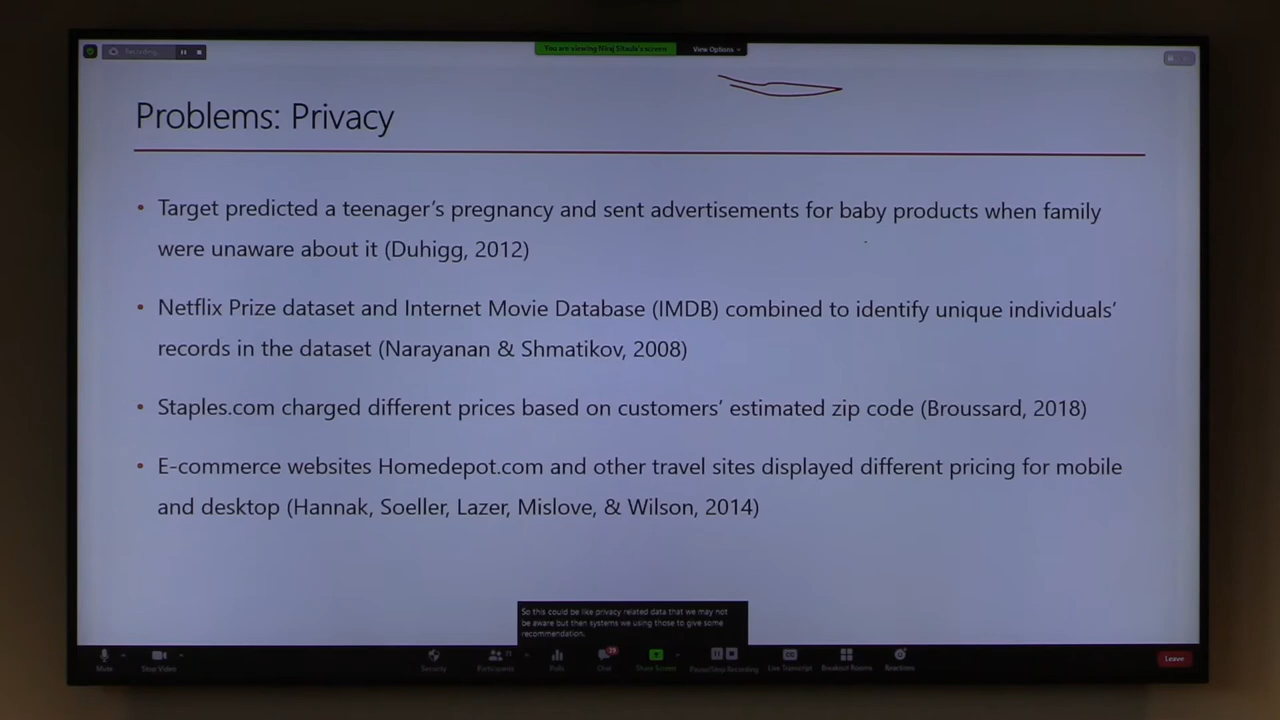 Recording...
You are viewing Niraj Sitaula's screen
View Options
Problems: Privacy
• Target predicted a teenager's pregnancy and sent advertisements for baby products when family
were unaware about it (Duhigg, 2012)
• Netflix Prize dataset and Internet Movie Database (IMDB) combined to identify unique individuals'
records in the dataset (Narayanan & Shmatikov, 2008)
• Staples.com charged different prices based on customers' estimated zip code (Broussard, 2018)
• E-commerce websites Homedepot.com and other travel sites displayed different pricing for mobile
and desktop (Hannak, Soeller, Lazer, Mislove, & Wilson, 2014)
So this could be like privacy related data that we may not
be aware but then systems we using those to give some
recommendation.
Mute
Stop Video
Security
Participants
Polls
Chat
Share Screen
Pause/Stop Recording
Live Transcript
Breakout Rooms
Reactions
Leave